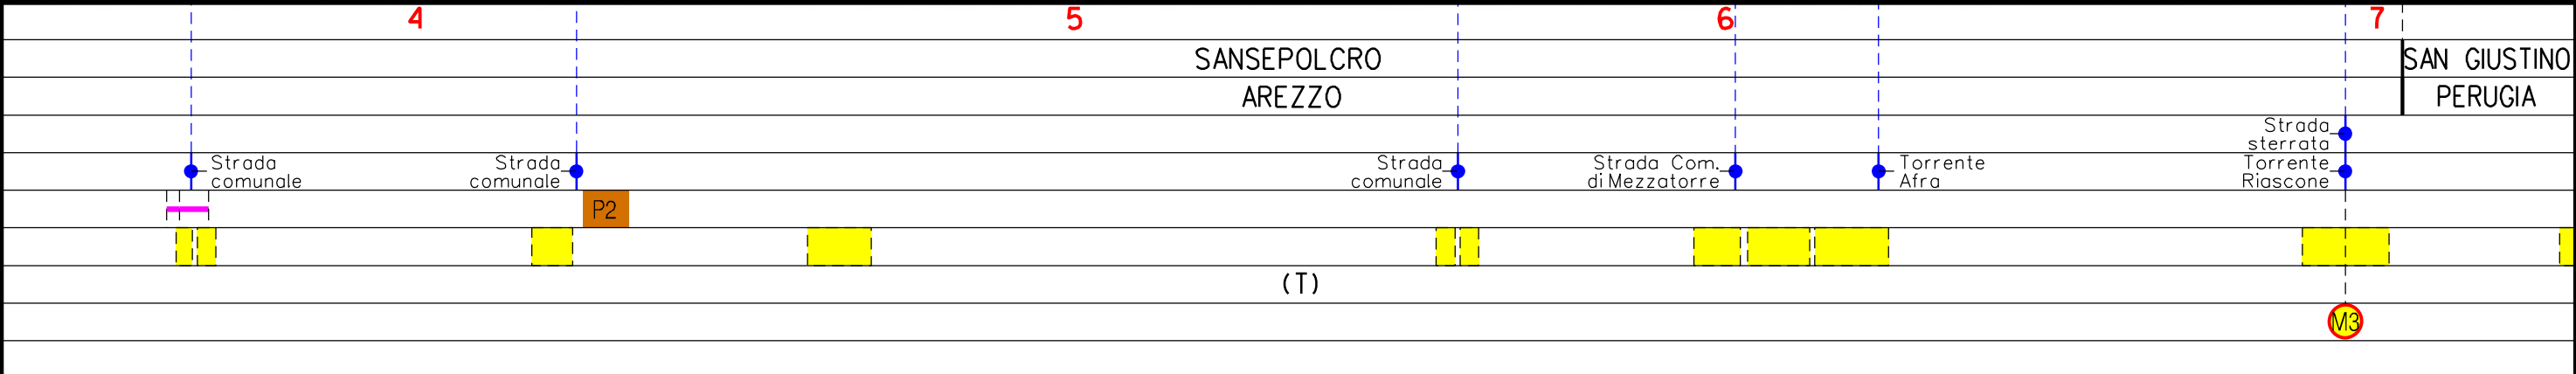 4 5 6 7
SANSEPOLCRO SAN GIUSTINO
AREZZO PERUGIA
Strada
sterrata
Strada
comunale
Strada
comunale
Strada
comunale
Strada Com.
di Mezzatorre
Torrente
Afra
Torrente
Riascone
P2
(T)
M3